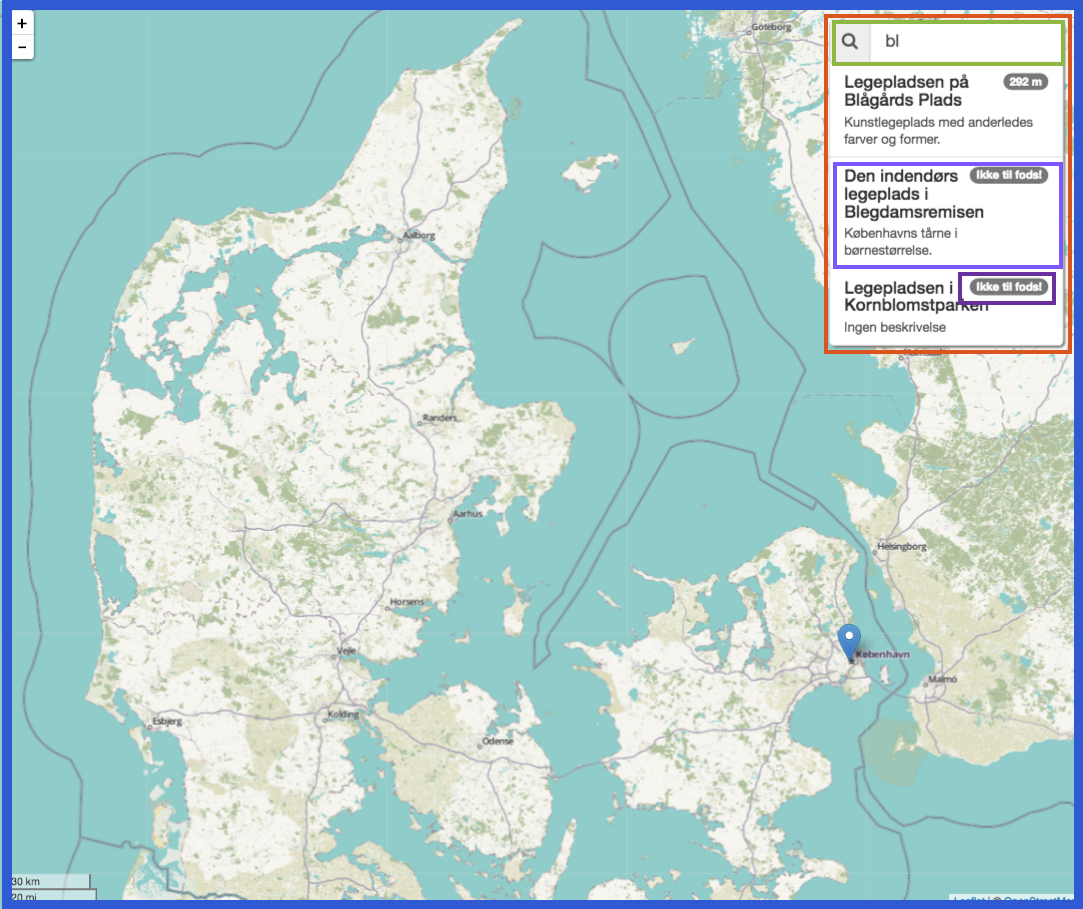 +
-
Göteborg
bl
Legepladsen på
Blågårds Plads
292 m
Kunstlegeplads med anderledes
farver og former.
Den indendørs
legeplads i
Blegdamsremisen
Ikke til fods!
Københavns tårne i
børnestørrelse.
Legepladsen i
Kornblomstparken
Ikke til fods!
Ingen beskrivelse
Aalborg
Randers
Aarhus
Helsingborg
Horsens
Vejle
København
Malmö
Esbjerg
Kolding
Odense
30 km
20 mi
Leaflet | © OpenStreetMa